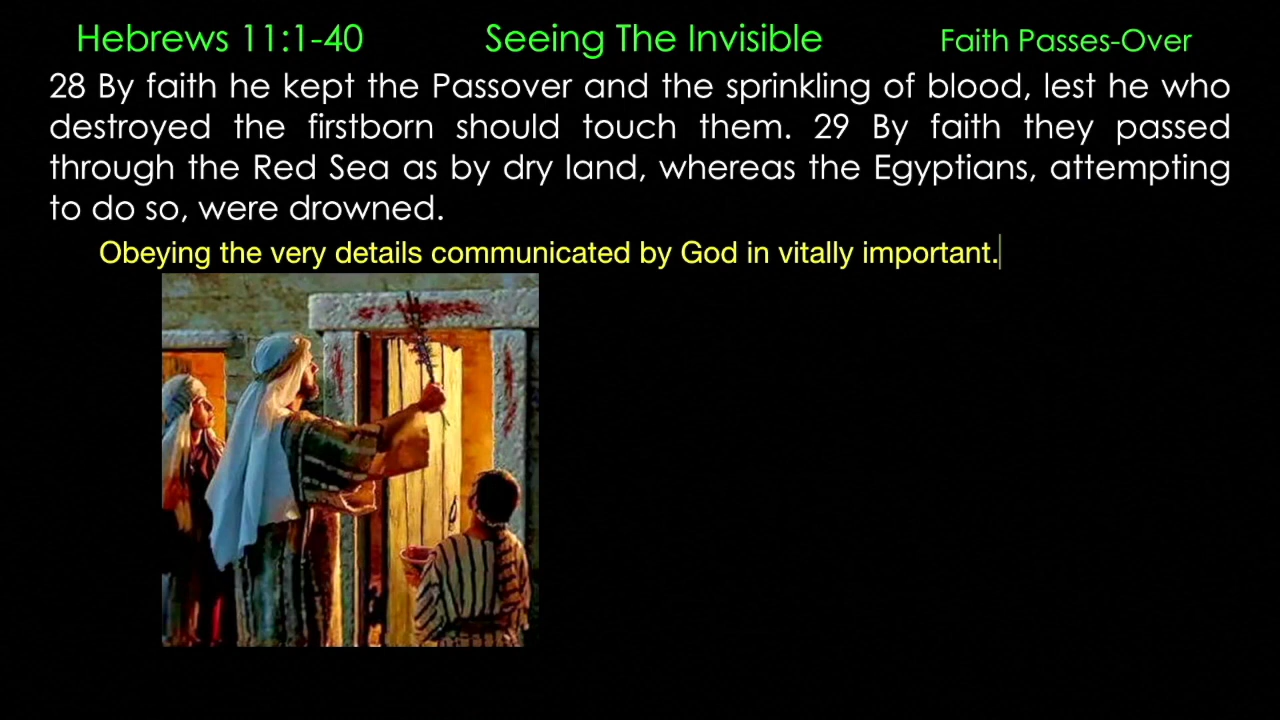 Hebrews 11:1-40 Seeing The Invisible Faith Passes-Over
28 By faith he kept the Passover and the sprinkling of blood, lest he who
destroyed the firstborn should touch them. 29 By faith they passed
through the Red Sea as by dry land, whereas the Egyptians, attempting
to do so, were drowned.
Obeying the very details communicated by God in vitally important.